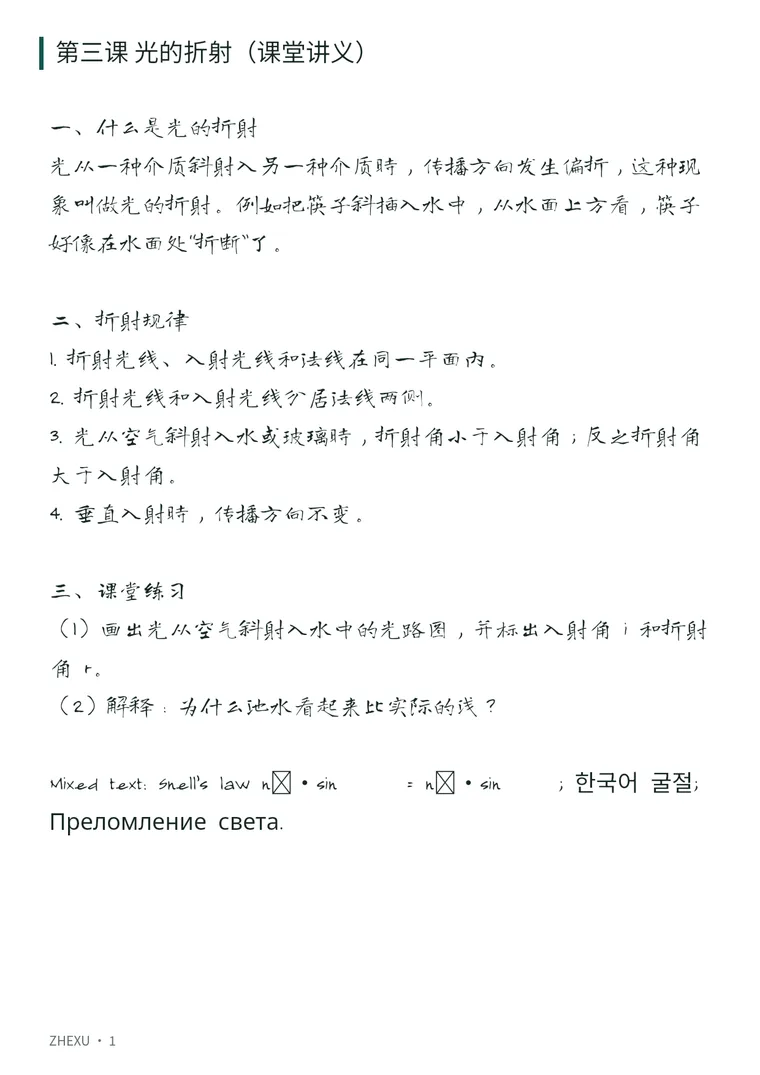 第三课 光的折射（课堂讲义）
一、什么是光的折射
光从一种介质斜射入另一种介质時，传播方向发生偏折，这种现
象叫做光的折射。例如把筷子斜插入水中，从水面上方看，筷子
好像在水面处“折断”了。
二、折射规律
1. 折射光线、入射光线和法线在同一平面内。
2. 折射光线和入射光线分居法线两侧。
3. 光从空气斜射入水或玻璃時，折射角小于入射角；反之折射角
大于入射角。
4. 垂直入射時，传播方向不变。
三、课堂练习
（1）画出光从空气斜射入水中的光路图，并标出入射角 i 和折射
角 r。
（2）解释：为什么池水看起来比实际的浅？
Mixed text: Snell's law n • sin = n • sin ; 한국어 굴절;
Преломление света.
ZHEXU • 1